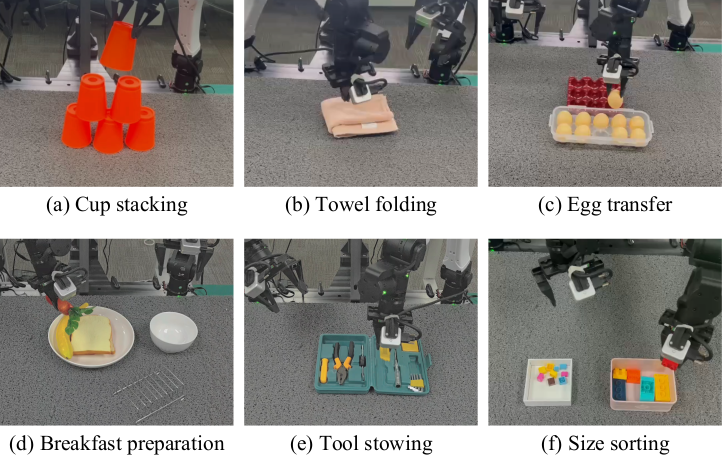 (a) Cup stacking
(b) Towel folding
(c) Egg transfer
(d) Breakfast preparation
(e) Tool stowing
(f) Size sorting